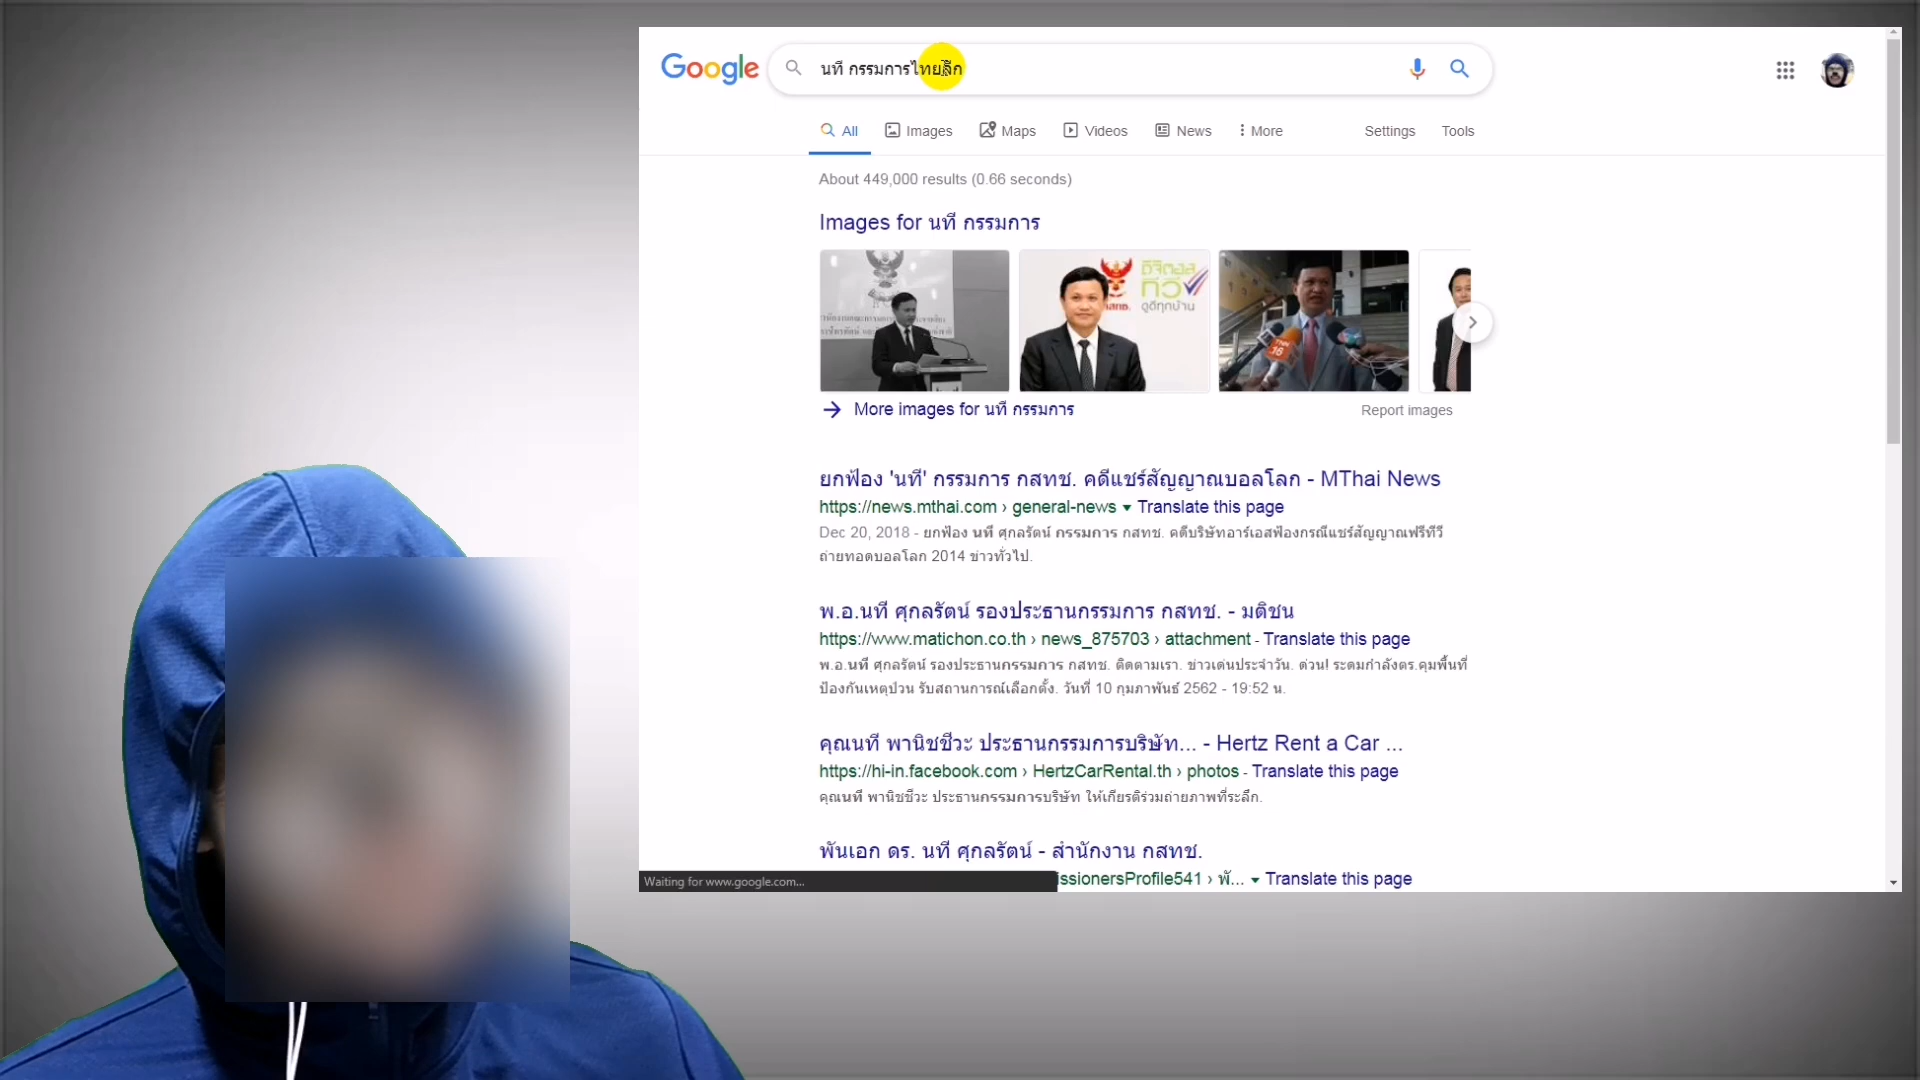 Google
นที กรรมการไทยลีก
All Images Maps Videos News More Settings Tools
About 449,000 results (0.66 seconds)
Images for นที กรรมการ
ดิจิตอล
ทีวี
กสทช.
ดูดีทุกบ้าน
TNN
16
More images for นที กรรมการ
Report images
ยกฟ้อง 'นที' กรรมการ กสทช. คดีแชร์สัญญาณบอลโลก - MThai News
https://news.mthai.com › general-news Translate this page
Dec 20, 2018 - ยกฟ้อง นที ศุกลรัตน์ กรรมการ กสทช. คดีบริษัทอาร์เอสฟ้องกรณีแชร์สัญญาณฟรีทีวี
ถ่ายทอดบอลโลก 2014 ข่าวทั่วไป.
พ.อ.นที ศุกลรัตน์ รองประธานกรรมการ กสทช. - มติชน
https://www.matichon.co.th › news_875703 › attachment - Translate this page
พ.อ.นที ศุกลรัตน์ รองประธานกรรมการ กสทช. ติดตามเรา. ข่าวเด่นประจำวัน. ด่วน! ระดมกำลังตร.คุมพื้นที่
ป้องกันเหตุป่วน รับสถานการณ์เลือกตั้ง. วันที่ 10 กุมภาพันธ์ 2562 - 19:52 น.
คุณนที พานิชชีวะ ประธานกรรมการบริษัท... - Hertz Rent a Car ...
https://hi-in.facebook.com › HertzCarRental.th › photos - Translate this page
คุณนที พานิชชีวะ ประธานกรรมการบริษัท ให้เกียรติร่วมถ่ายภาพที่ระลึก.
พันเอก ดร. นที ศุกลรัตน์ - สำนักงาน กสทช.
Waiting for www.google.com... issionersProfile541 › พั... Translate this page